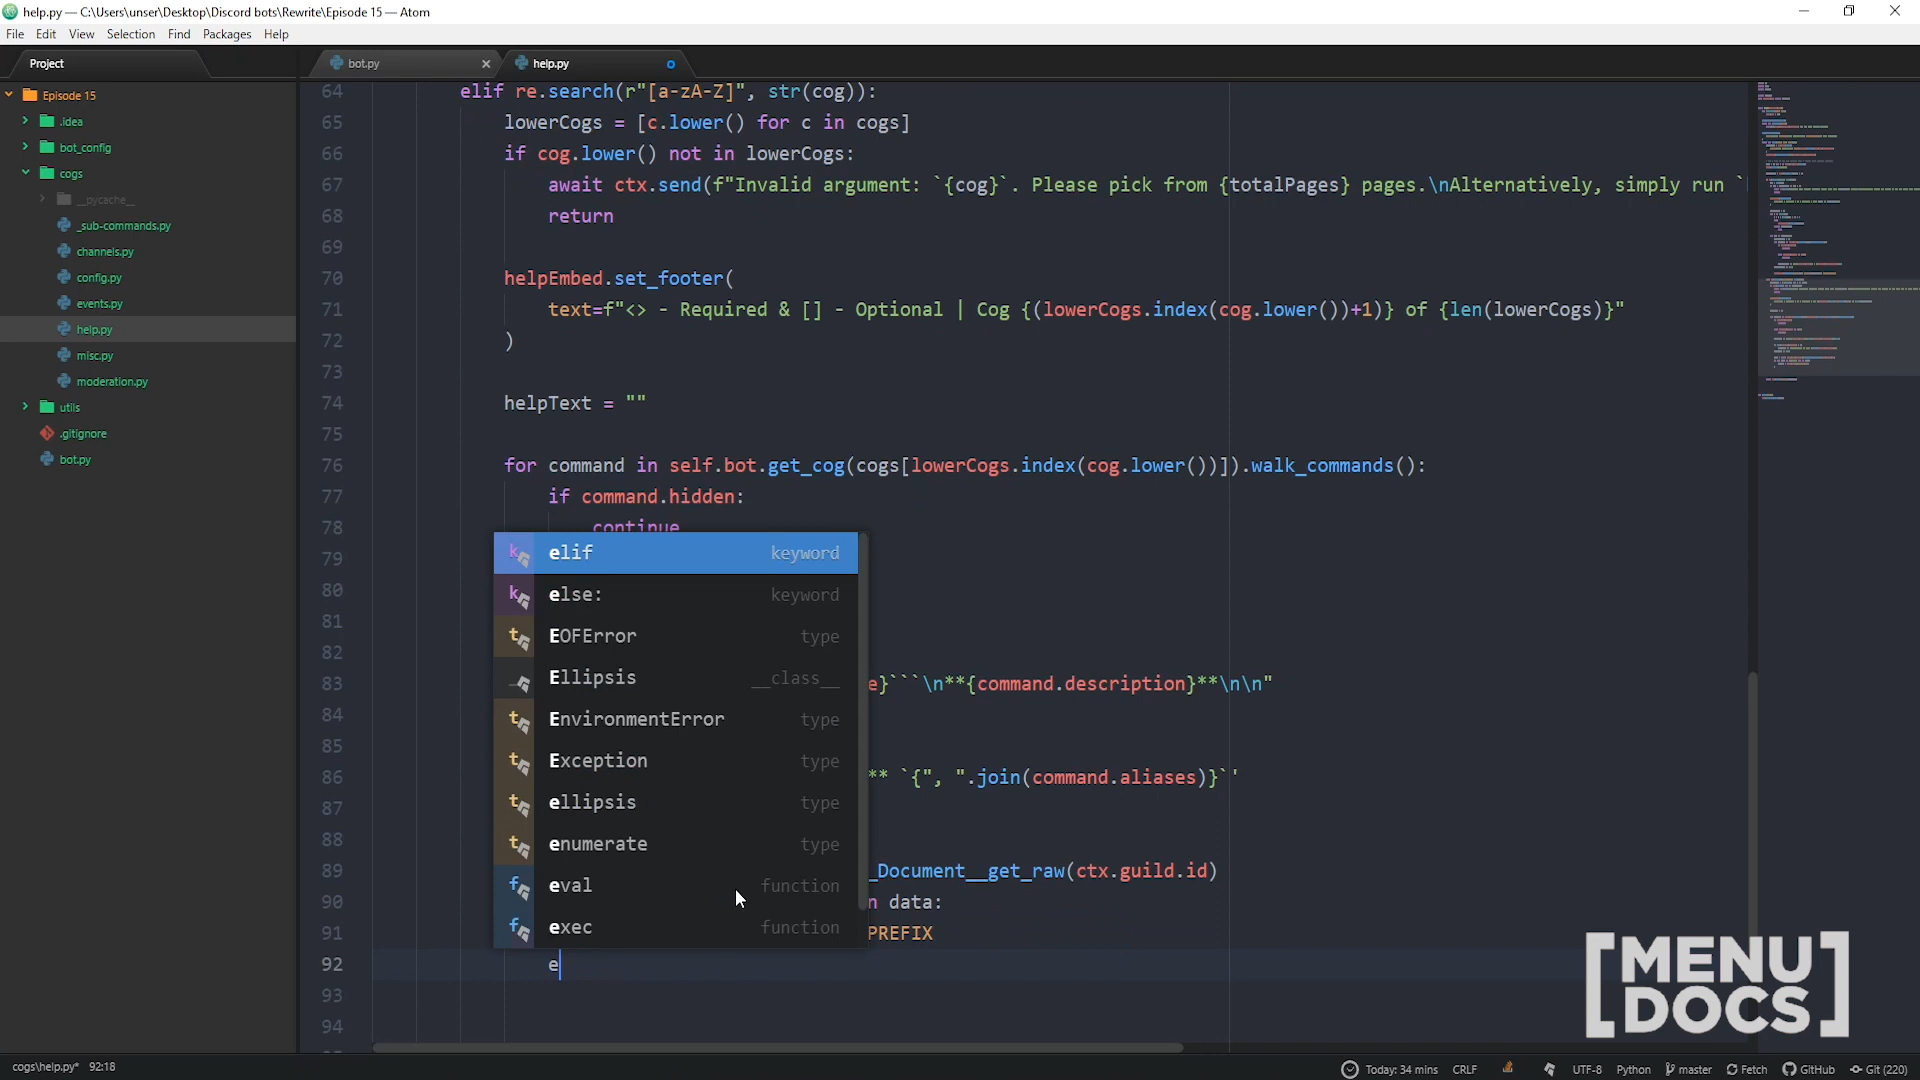 help.py — C:\Users\unser\Desktop\Discord bots\Rewrite\Episode 15 — Atom
File Edit View Selection Find Packages Help
Project
bot.py
help.py
Episode 15
.idea
bot_config
cogs
__pycache__
_sub-commands.py
channels.py
config.py
events.py
help.py
misc.py
moderation.py
utils
.gitignore
bot.py
64 elif re.search(r"[a-zA-Z]", str(cog)):
65 lowerCogs = [c.lower() for c in cogs]
66 if cog.lower() not in lowerCogs:
67 await ctx.send(f"Invalid argument: `{cog}`. Please pick from {totalPages} pages.\nAlternatively, simply run `
68 return
69
70 helpEmbed.set_footer(
71 text=f"<> - Required & [] - Optional | Cog {(lowerCogs.index(cog.lower())+1)} of {len(lowerCogs)}"
72 )
73
74 helpText = ""
75
76 for command in self.bot.get_cog(cogs[lowerCogs.index(cog.lower())]).walk_commands():
77 if command.hidden:
78 continue
79
80
81
82
83 e}```\n**{command.description}**\n\n"
84
85
86 ** `{", ".join(command.aliases)}`'
87
88
89 _Document__get_raw(ctx.guild.id)
90 n data:
91 PREFIX
92 e
93
94
elif keyword
else: keyword
EOFError type
Ellipsis __class__
EnvironmentError type
Exception type
ellipsis type
enumerate type
eval function
exec function
[MENU
DOCS]
cogs\help.py* 92:18
Today: 34 mins CRLF UTF-8 Python master Fetch GitHub Git (220)